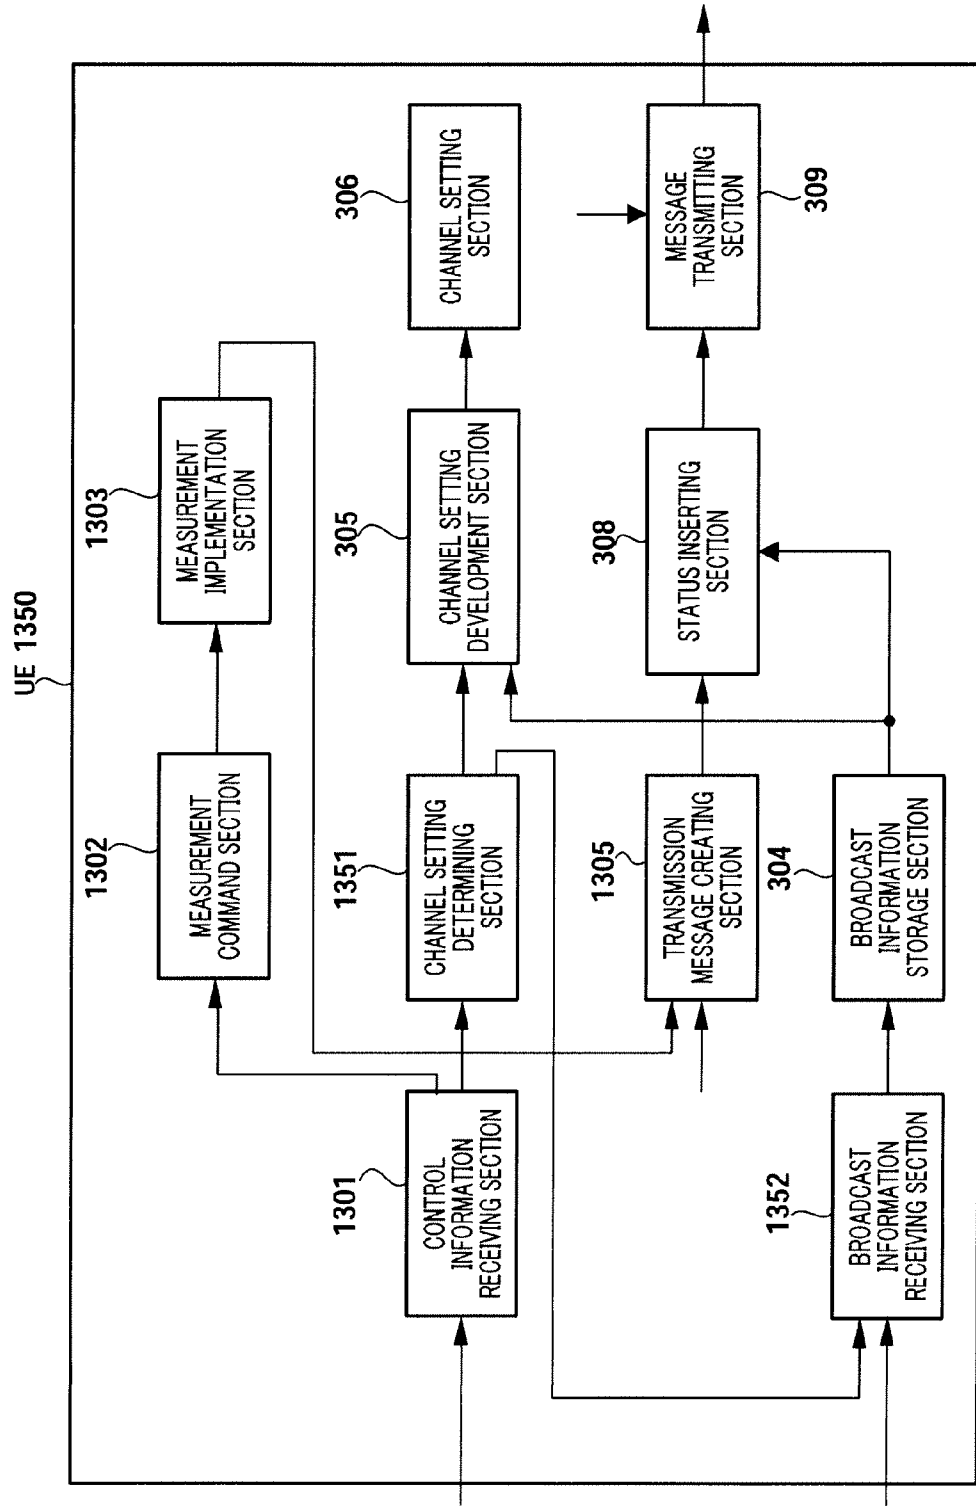 UE 1350
1302
MEASUREMENT
COMMAND SECTION
1303
MEASUREMENT
IMPLEMENTATION
SECTION
1301
CONTROL
INFORMATION
RECEIVING SECTION
1351
CHANNEL SETTING
DETERMINING
SECTION
305
CHANNEL SETTING
DEVELOPMENT SECTION
306
CHANNEL SETTING
SECTION
1305
TRANSMISSION
MESSAGE CREATING
SECTION
308
STATUS INSERTING
SECTION
309
MESSAGE
TRANSMITTING
SECTION
1352
BROADCAST
INFORMATION
RECEIVING SECTION
304
BROADCAST
INFORMATION
STORAGE SECTION